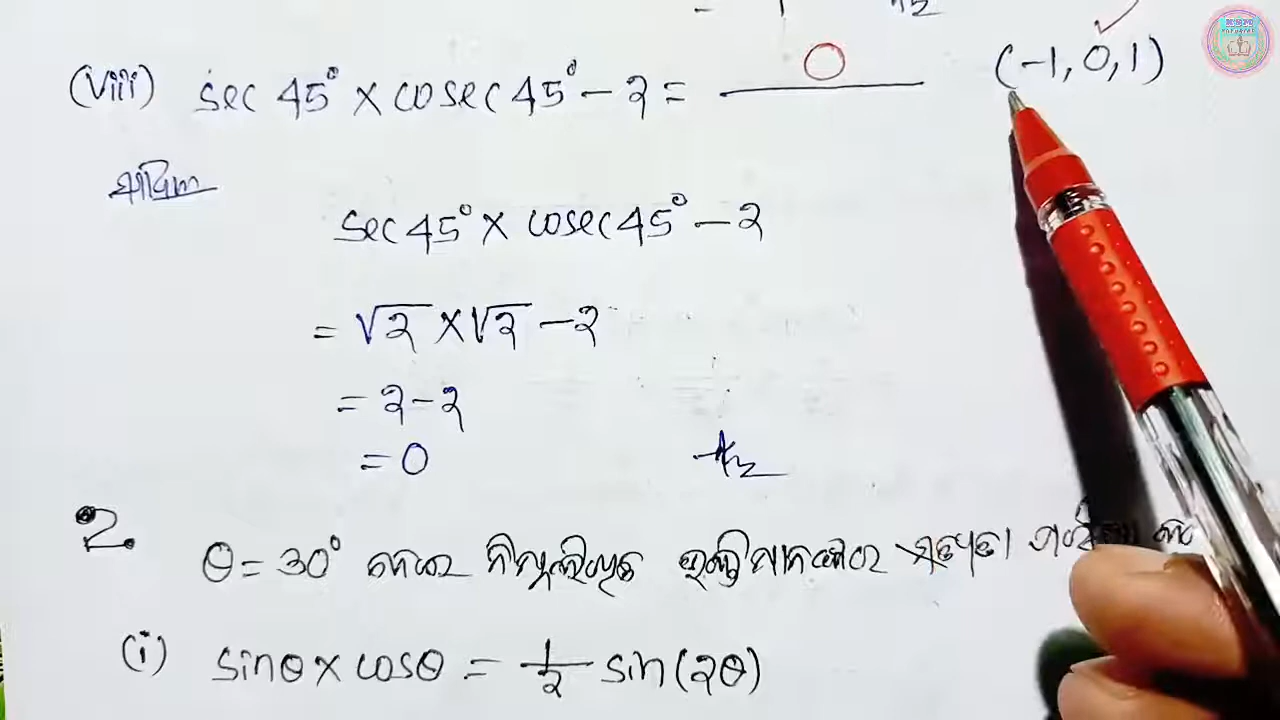 (viii) sec 45° × cosec 45° - 2 = 0 (-1, 0, 1)
sec 45° × cosec 45° - 2
= √2 × √2 - 2
= 2 - 2
= 0
2.
θ = 30° ନେଇ ନିମ୍ନଲିଖିତ ଉକ୍ତିମାନଙ୍କର ସତ୍ୟତା
(i) sinθ × cosθ = 1/2 sin(2θ)